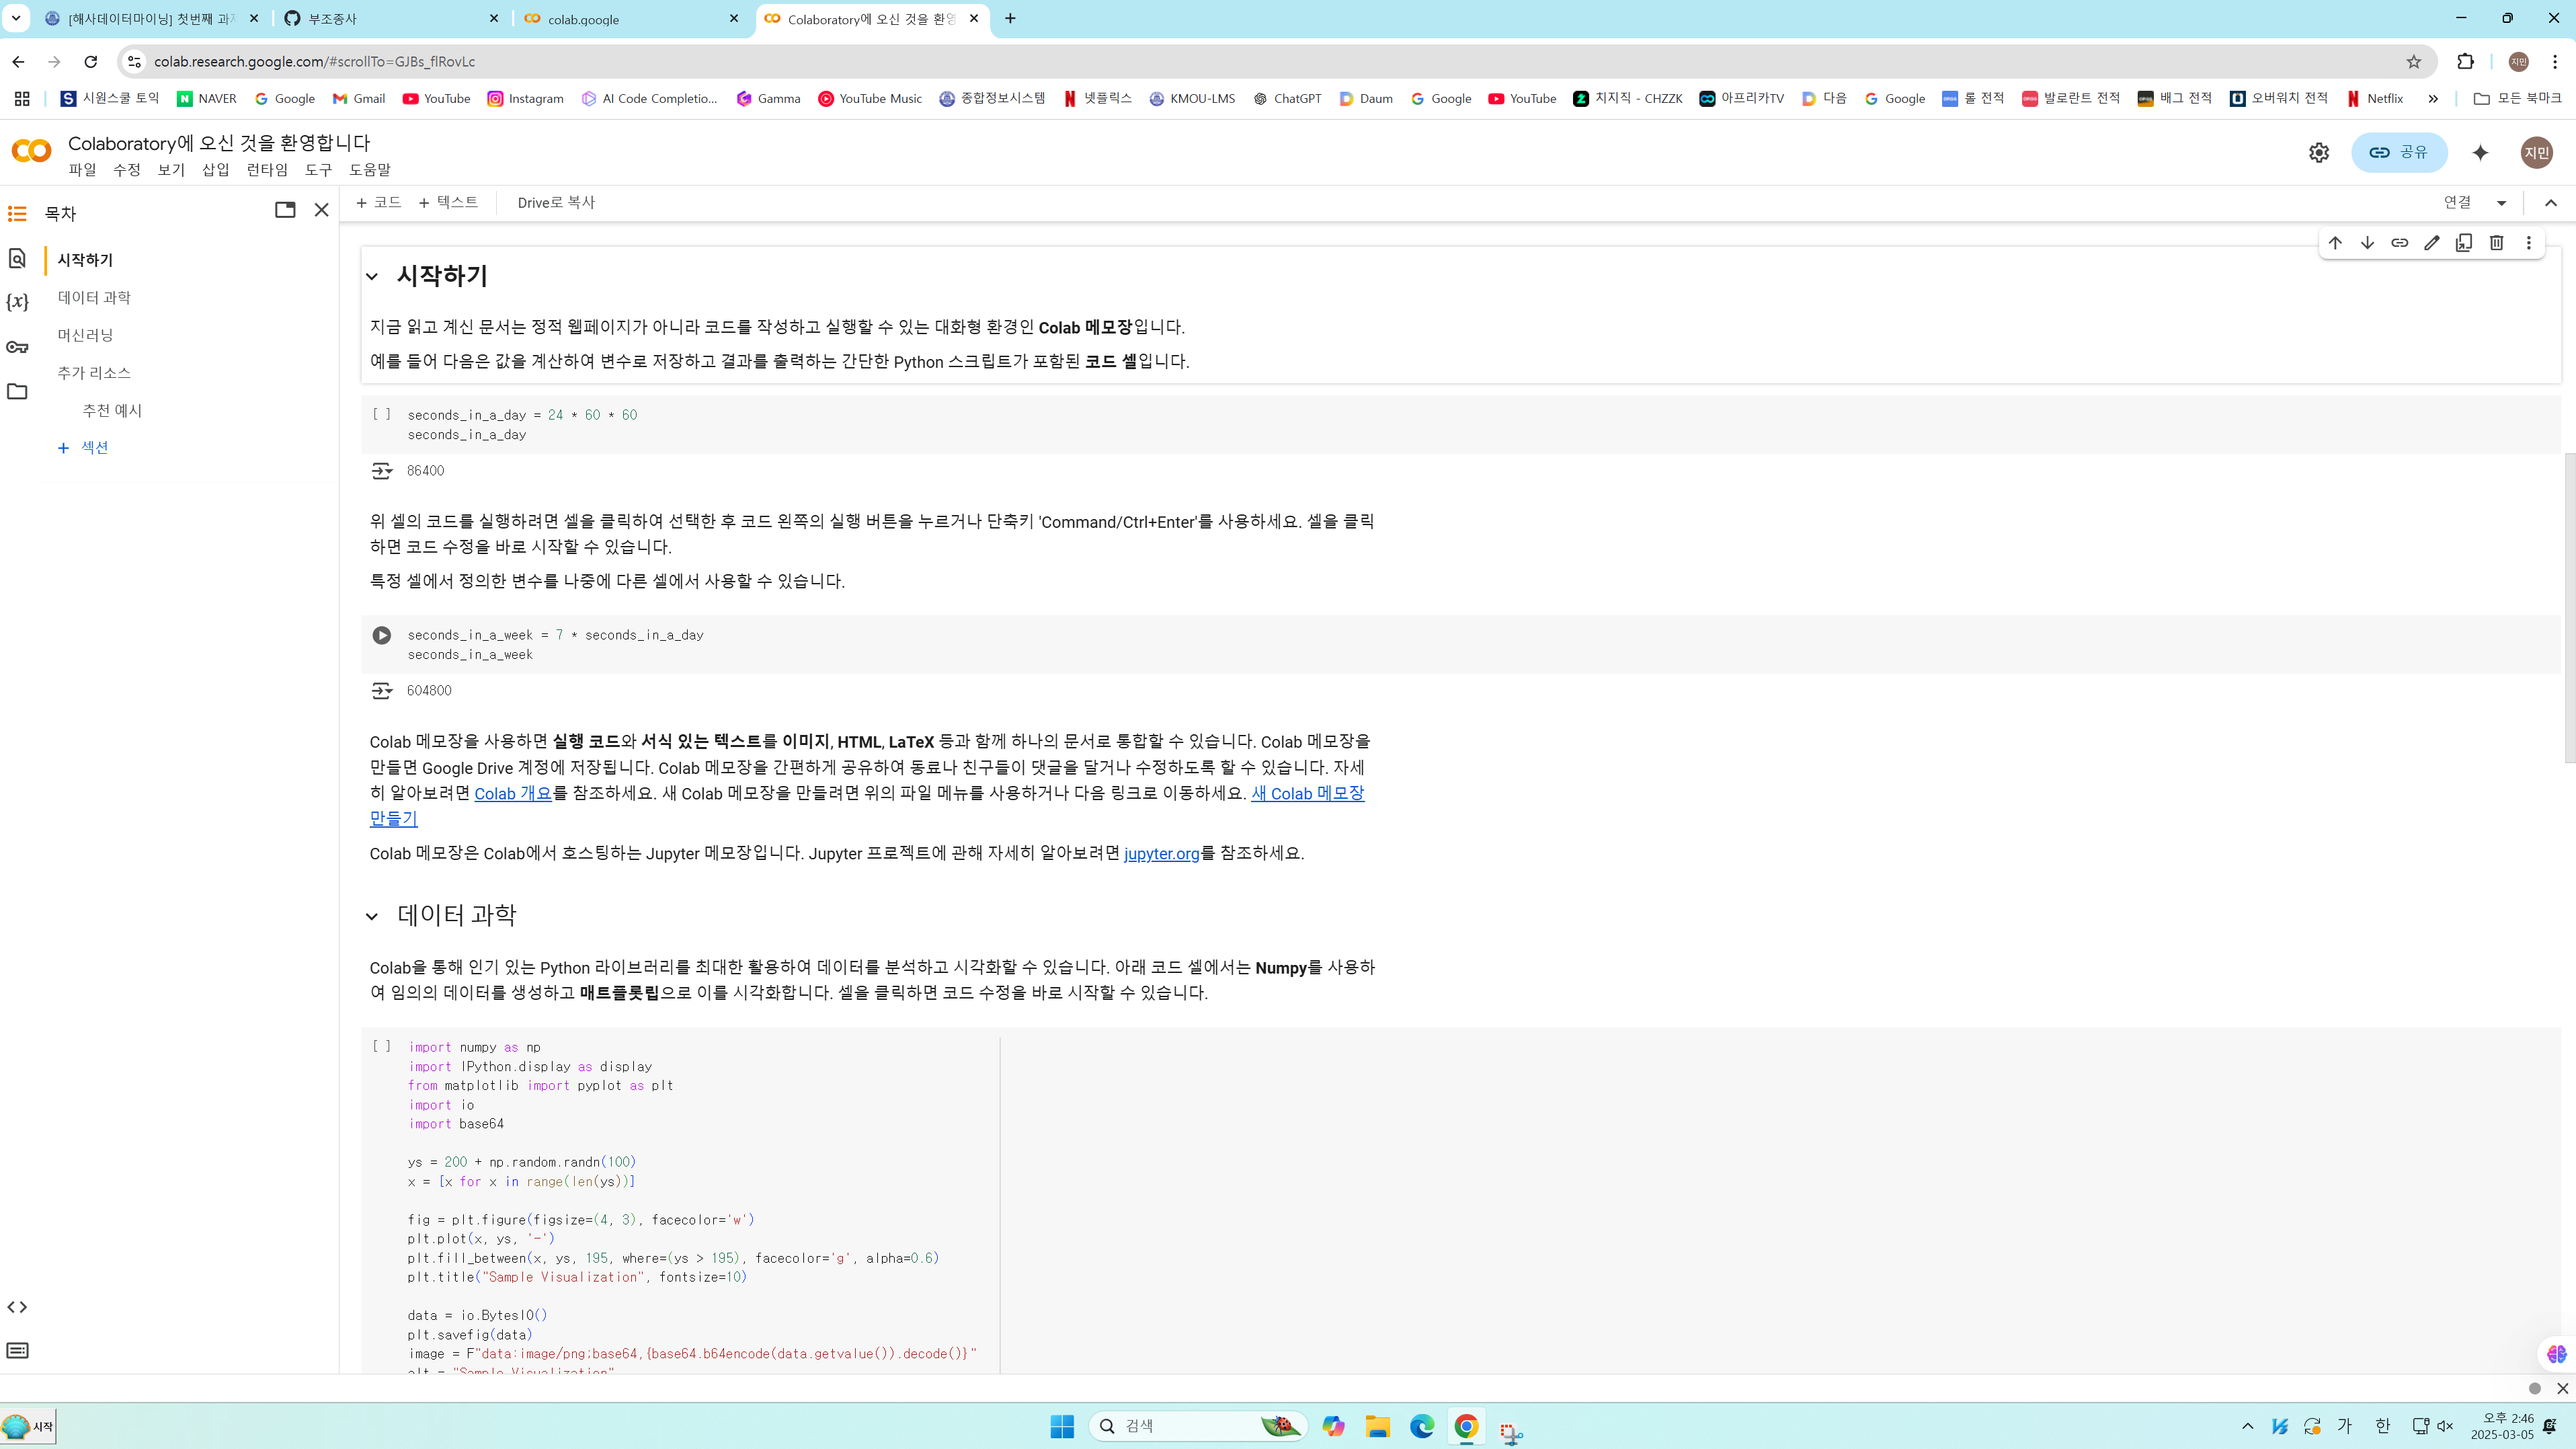 [해사데이터마이닝] 첫번째 과
부조종사
colab.google
Colaboratory에 오신 것을 환영
colab.research.google.com/#scrollTo=GJBs_flRovLc
시원스쿨 토익 NAVER Google Gmail YouTube Instagram AI Code Completio... Gamma YouTube Music 종합정보시스템 넷플릭스 KMOU-LMS ChatGPT Daum Google YouTube 치지직 - CHZZK 아프리카TV 다음 Google 롤 전적 발로란트 전적 배그 전적 오버워치 전적 Netflix » 모든 북마크
Colaboratory에 오신 것을 환영합니다
파일 수정 보기 삽입 런타임 도구 도움말
공유
지민
목차
시작하기
데이터 과학
머신러닝
추가 리소스
추천 예시
+ 섹션
+ 코드 + 텍스트 Drive로 복사
연결
시작하기
지금 읽고 계신 문서는 정적 웹페이지가 아니라 코드를 작성하고 실행할 수 있는 대화형 환경인 Colab 메모장입니다.
예를 들어 다음은 값을 계산하여 변수로 저장하고 결과를 출력하는 간단한 Python 스크립트가 포함된 코드 셀입니다.
[ ] seconds_in_a_day = 24 * 60 * 60
seconds_in_a_day
86400
위 셀의 코드를 실행하려면 셀을 클릭하여 선택한 후 코드 왼쪽의 실행 버튼을 누르거나 단축키 'Command/Ctrl+Enter'를 사용하세요. 셀을 클릭
하면 코드 수정을 바로 시작할 수 있습니다.
특정 셀에서 정의한 변수를 나중에 다른 셀에서 사용할 수 있습니다.
seconds_in_a_week = 7 * seconds_in_a_day
seconds_in_a_week
604800
Colab 메모장을 사용하면 실행 코드와 서식 있는 텍스트를 이미지, HTML, LaTeX 등과 함께 하나의 문서로 통합할 수 있습니다. Colab 메모장을
만들면 Google Drive 계정에 저장됩니다. Colab 메모장을 간편하게 공유하여 동료나 친구들이 댓글을 달거나 수정하도록 할 수 있습니다. 자세
히 알아보려면 Colab 개요를 참조하세요. 새 Colab 메모장을 만들려면 위의 파일 메뉴를 사용하거나 다음 링크로 이동하세요. 새 Colab 메모장
만들기
Colab 메모장은 Colab에서 호스팅하는 Jupyter 메모장입니다. Jupyter 프로젝트에 관해 자세히 알아보려면 jupyter.org를 참조하세요.
데이터 과학
Colab을 통해 인기 있는 Python 라이브러리를 최대한 활용하여 데이터를 분석하고 시각화할 수 있습니다. 아래 코드 셀에서는 Numpy를 사용하
여 임의의 데이터를 생성하고 매트플롯립으로 이를 시각화합니다. 셀을 클릭하면 코드 수정을 바로 시작할 수 있습니다.
[ ] import numpy as np
import IPython.display as display
from matplotlib import pyplot as plt
import io
import base64
ys = 200 + np.random.randn(100)
x = [x for x in range(len(ys))]
fig = plt.figure(figsize=(4, 3), facecolor='w')
plt.plot(x, ys, '-')
plt.fill_between(x, ys, 195, where=(ys > 195), facecolor='g', alpha=0.6)
plt.title("Sample Visualization", fontsize=10)
data = io.BytesIO()
plt.savefig(data)
image = F"data:image/png;base64,{base64.b64encode(data.getvalue()).decode()}"
alt = "Sample Visualization"
시작
검색
가 한
오후 2:46
2025-03-05